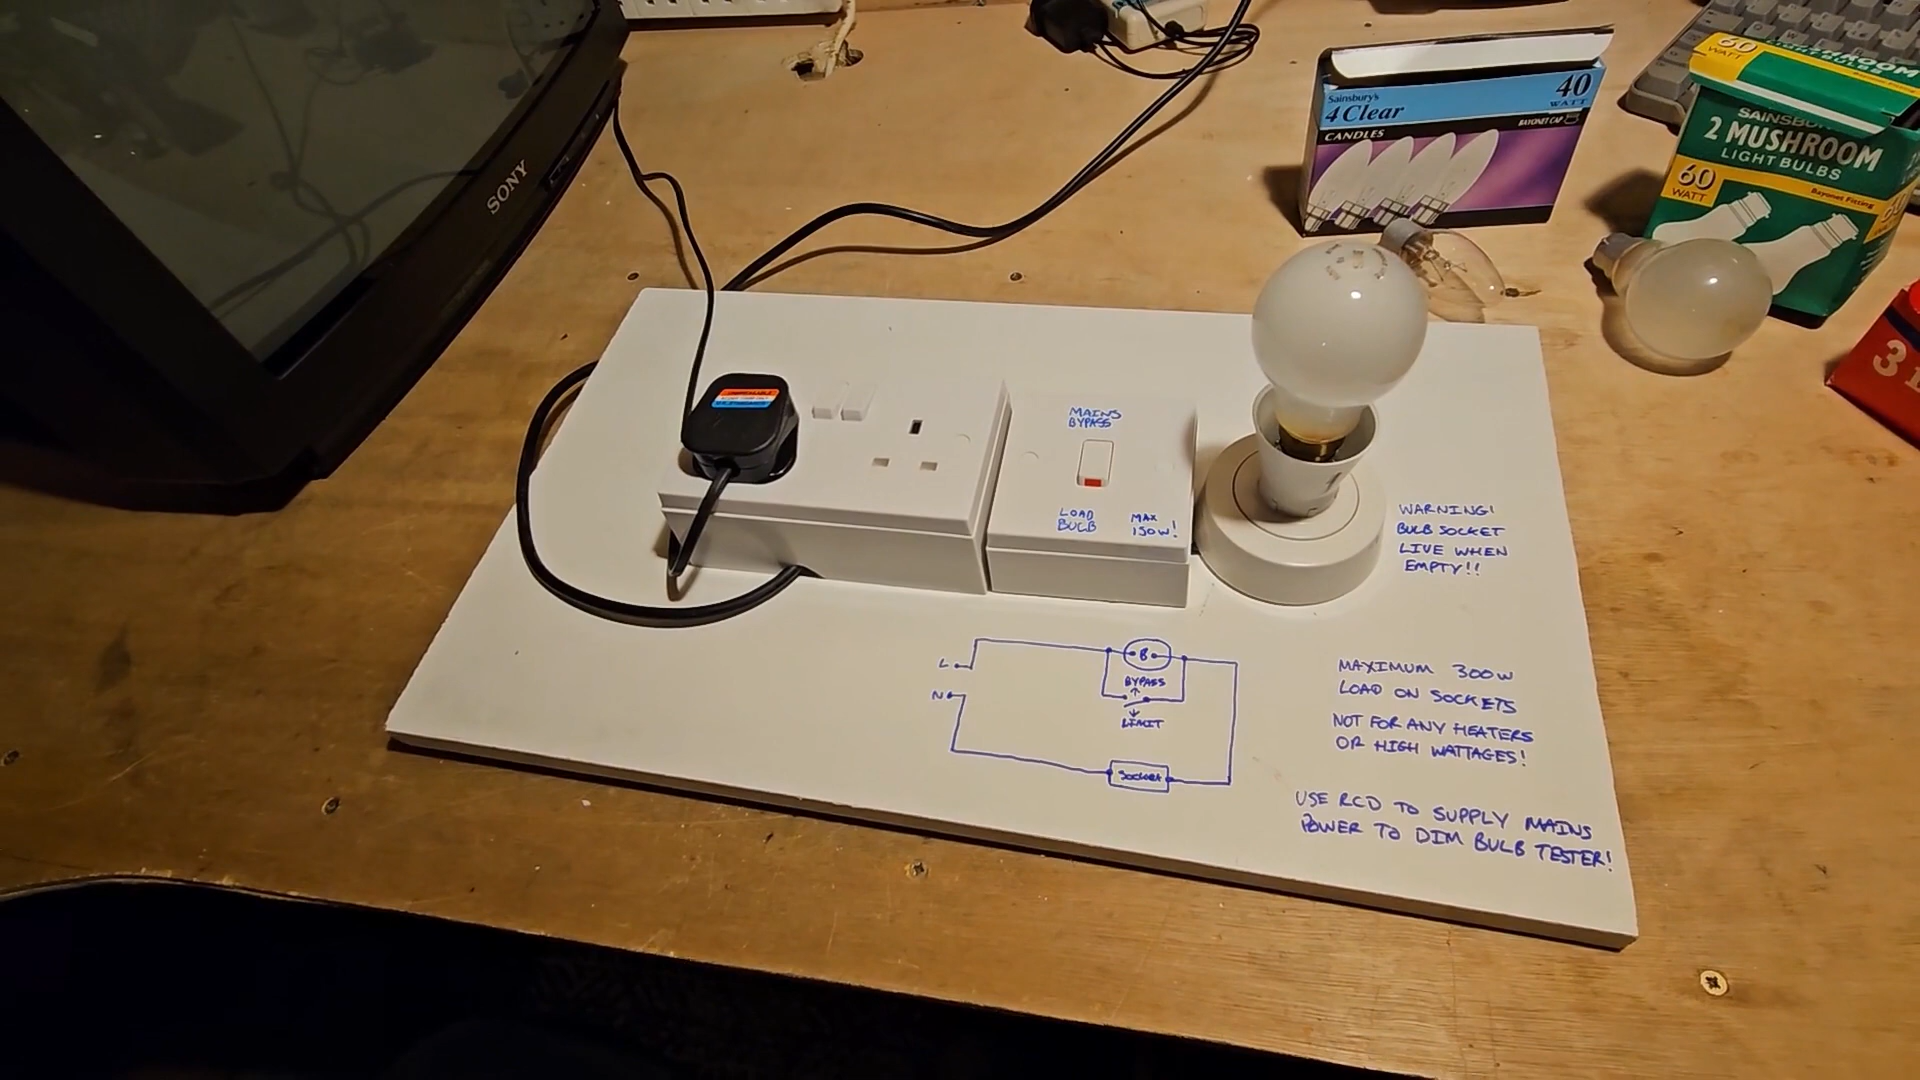 SONY
Sainsbury's
4 Clear
40
WATT
CANDLES
BAYONET CAP
60
WATT
SAINSBURY
2 MUSHROOM
LIGHT BULBS
60
WATT
Bayonet Fitting
3
MAINS
BYPASS
LOAD
BULB
MAX
150W!
WARNING!
BULB SOCKET
LIVE WHEN
EMPTY!!
L
N
B
BYPASS
LIMIT
SOCKET
MAXIMUM 300W
LOAD ON SOCKETS
NOT FOR ANY HEATERS
OR HIGH WATTAGES!
USE RCD TO SUPPLY MAINS
POWER TO DIM BULB TESTER!